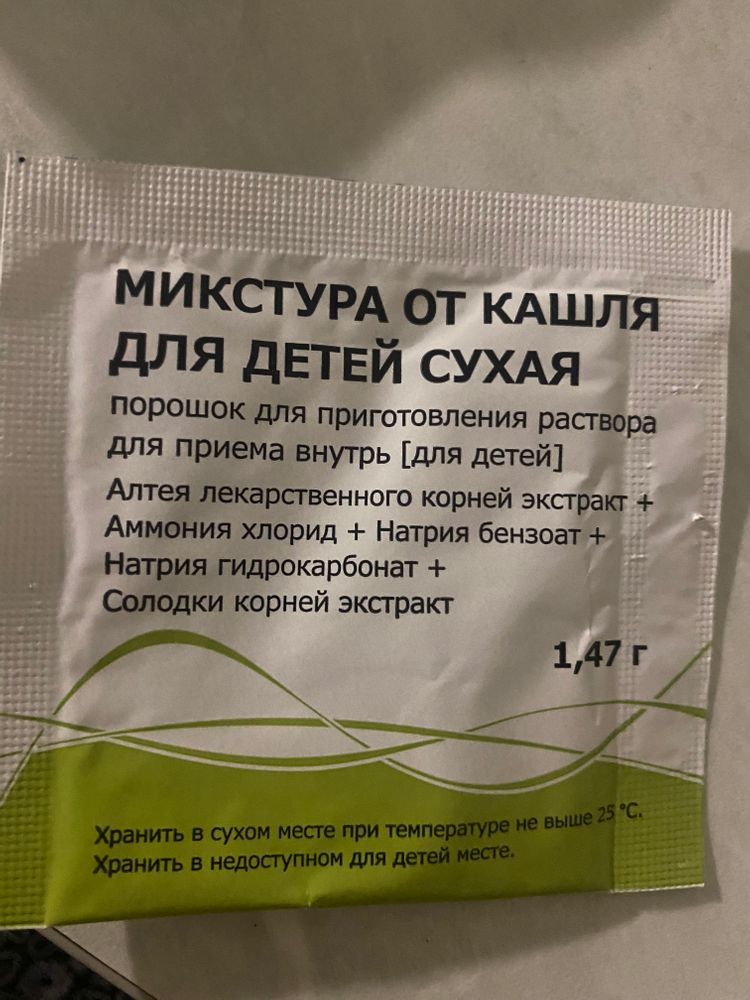 МИКСТУРА ОТ КАШЛЯ
ДЛЯ ДЕТЕЙ СУХАЯ
порошок для приготовления раствора
для приема внутрь [для детей]
Алтея лекарственного корней экстракт +
Аммония хлорид + Натрия бензоат +
Натрия гидрокарбонат +
Солодки корней экстракт
1,47 г
Хранить в сухом месте при температуре не выше 25 °С.
Хранить в недоступном для детей месте.